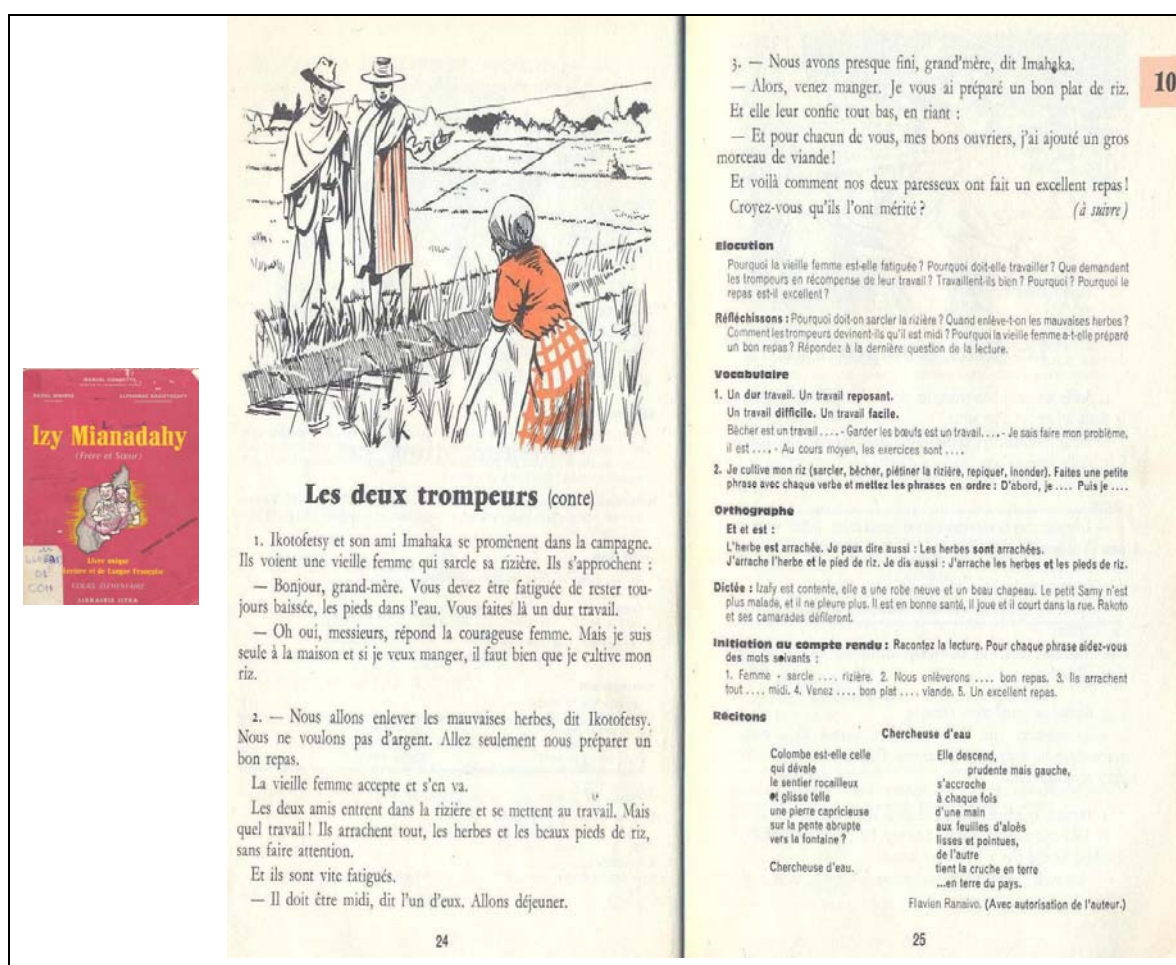 Izy Mianadahy
(Frère et Sœur)
Livre unique
Lecture et de Langue Française
COURS ÉLÉMENTAIRE
LIBRAIRIE ISTRA
Les deux trompeurs (conte)
1. Ikotofetsy et son ami Imahaka se promènent dans la campagne.
Ils voient une vieille femme qui sarcle sa rizière. Ils s'approchent :
— Bonjour, grand-mère. Vous devez être fatiguée de rester tou-
jours baissée, les pieds dans l'eau. Vous faites là un dur travail.
— Oh oui, messieurs, répond la courageuse femme. Mais je suis
seule à la maison et si je veux manger, il faut bien que je cultive mon
riz.
2. — Nous allons enlever les mauvaises herbes, dit Ikotofetsy.
Nous ne voulons pas d'argent. Allez seulement nous préparer un
bon repas.
La vieille femme accepte et s'en va.
Les deux amis entrent dans la rizière et se mettent au travail. Mais
quel travail ! Ils arrachent tout, les herbes et les beaux pieds de riz,
sans faire attention.
Et ils sont vite fatigués.
— Il doit être midi, dit l'un d'eux. Allons déjeuner.
24
3. — Nous avons presque fini, grand'mère, dit Imahaka.
— Alors, venez manger. Je vous ai préparé un bon plat de riz.
Et elle leur confie tout bas, en riant :
— Et pour chacun de vous, mes bons ouvriers, j'ai ajouté un gros
morceau de viande !
Et voilà comment nos deux paresseux ont fait un excellent repas !
Croyez-vous qu'ils l'ont mérité ? (à suivre)
10
Elocution
Pourquoi la vieille femme est-elle fatiguée ? Pourquoi doit-elle travailler ? Que demandent
les trompeurs en récompense de leur travail ? Travaillent-ils bien ? Pourquoi ? Pourquoi le
repas est-il excellent ?
Réfléchissons : Pourquoi doit-on sarcler la rizière ? Quand enlève-t-on les mauvaises herbes ?
Comment les trompeurs devinent-ils qu'il est midi ? Pourquoi la vieille femme a-t-elle préparé
un bon repas ? Répondez à la dernière question de la lecture.
Vocabulaire
1. Un dur travail. Un travail reposant.
Un travail difficile. Un travail facile.
Bêcher est un travail .... - Garder les bœufs est un travail.... - Je sais faire mon problème,
il est .... - Au cours moyen, les exercices sont ....
2. Je cultive mon riz (sarcler, bêcher, piétiner la rizière, repiquer, inonder). Faites une petite
phrase avec chaque verbe et mettez les phrases en ordre : D'abord, je .... Puis je ....
Orthographe
Et et est :
L'herbe est arrachée. Je peux dire aussi : Les herbes sont arrachées.
J'arrache l'herbe et le pied de riz. Je dis aussi : J'arrache les herbes et les pieds de riz.
Dictée : Izafy est contente, elle a une robe neuve et un beau chapeau. Le petit Samy n'est
plus malade, et il ne pleure plus. Il est en bonne santé, il joue et il court dans la rue. Rakoto
et ses camarades défileront.
Initiation au compte rendu : Racontez la lecture. Pour chaque phrase aidez-vous
des mots suivants :
1. Femme - sarcle .... rizière. 2. Nous enlèverons .... bon repas. 3. Ils arrachent
tout .... midi. 4. Venez .... bon plat .... viande. 5. Un excellent repas.
Récitons
Chercheuse d'eau
Colombe est-elle celle
qui dévale
le sentier rocailleux
et glisse telle
une pierre capricieuse
sur la pente abrupte
vers la fontaine ?
Chercheuse d'eau.
Elle descend,
prudente mais gauche,
s'accroche
à chaque fois
d'une main
aux feuilles d'aloès
lisses et pointues,
de l'autre
tient la cruche en terre
...en terre du pays.
Flavien Ranaivo. (Avec autorisation de l'auteur.)
25